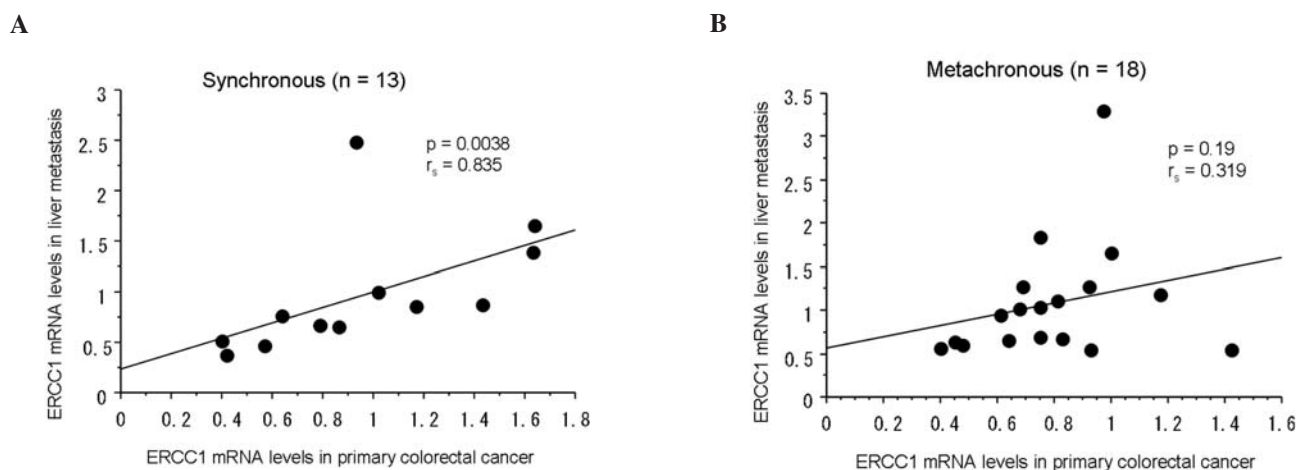 A
Synchronous (n = 13)
3
2.5
2
1.5
1
0.5
0
p = 0.0038
rs = 0.835
ERCC1 mRNA levels in liver metastasis
0 0.2 0.4 0.6 0.8 1 1.2 1.4 1.6 1.8
ERCC1 mRNA levels in primary colorectal cancer
B
Metachronous (n = 18)
3.5
3
2.5
2
1.5
1
0.5
0
p = 0.19
rs = 0.319
ERCC1 mRNA levels in liver metastasis
0 0.2 0.4 0.6 0.8 1 1.2 1.4 1.6
ERCC1 mRNA levels in primary colorectal cancer